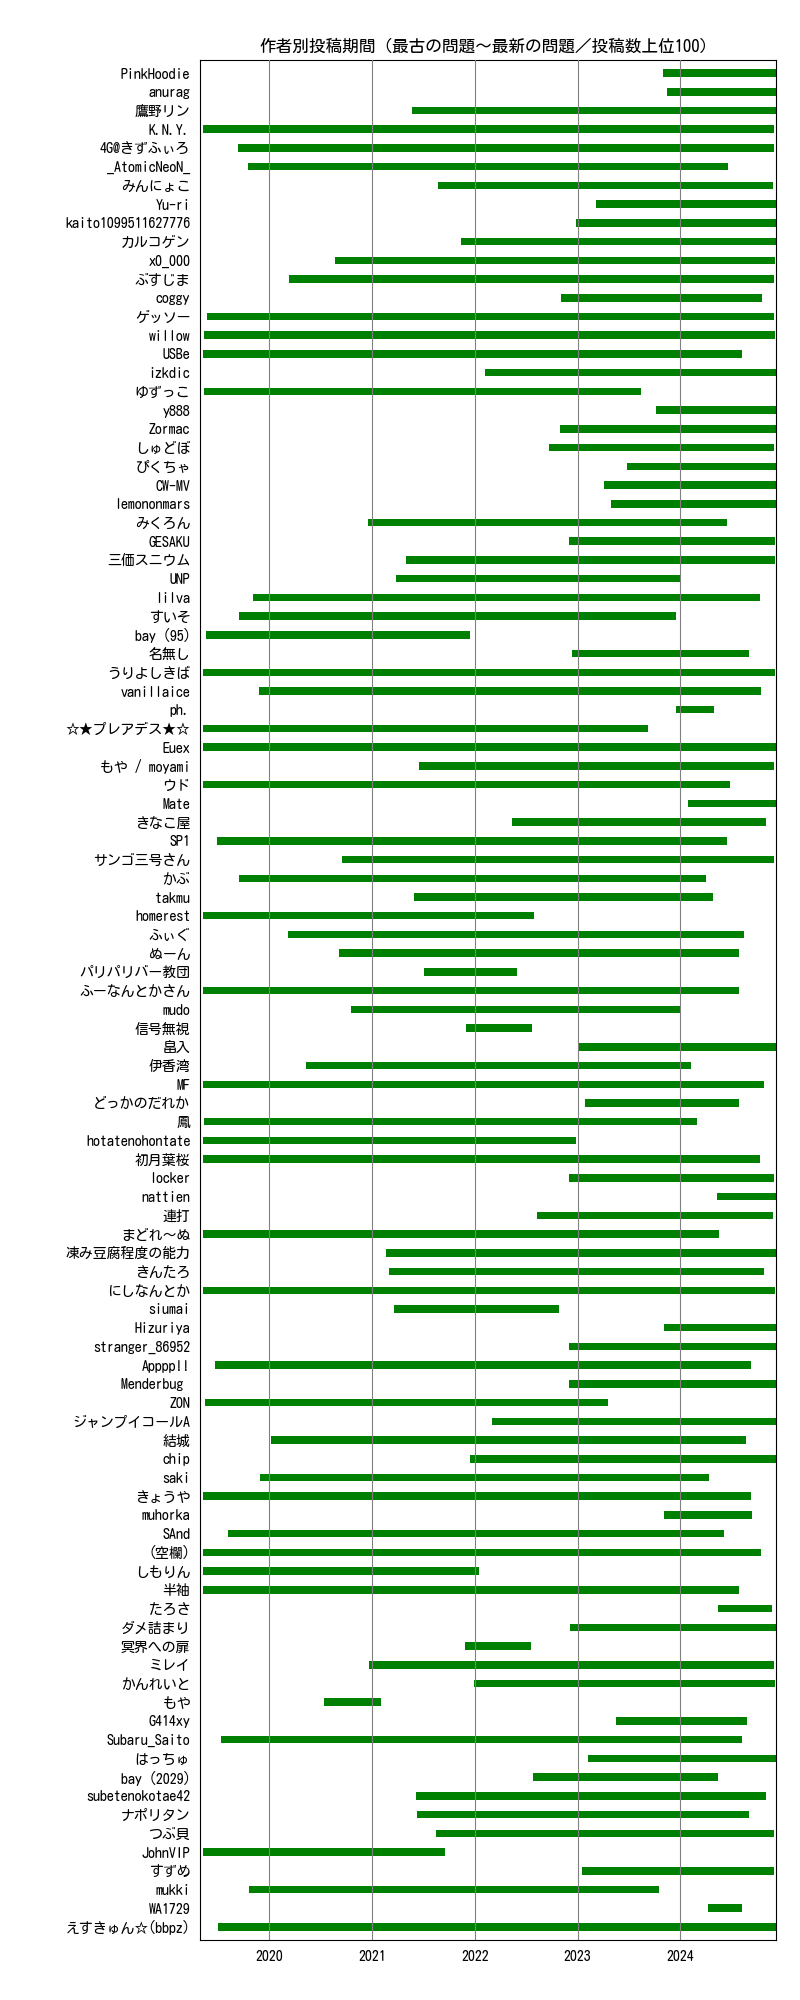 作者別投稿期間（最古の問題～最新の問題／投稿数上位100）
PinkHoodie
anurag
鷹野リン
K.N.Y.
4G@きずふぃろ
_AtomicNeoN_
みんにょこ
Yu-ri
kaito1099511627776
カルコゲン
x0_000
ぶすじま
coggy
ゲッソー
willow
USBe
izkdic
ゆずっこ
y888
Zormac
しゅどぼ
ぴくちゃ
CW-MV
lemononmars
みくろん
GESAKU
三価スニウム
UNP
lilva
すいそ
bay (95)
名無し
うりよしきば
vanillaice
ph.
☆★プレアデス★☆
Euex
もや / moyami
ウド
Mate
きなこ屋
SP1
サンゴ三号さん
かぶ
takmu
homerest
ふぃぐ
ぬーん
パリパリバー教団
ふーなんとかさん
mudo
信号無視
畠入
伊香湾
MF
どっかのだれか
鳳
hotatenohontate
初月葉桜
locker
nattien
連打
まどれ～ぬ
凍み豆腐程度の能力
きんたろ
にしなんとか
siumai
Hizuriya
stranger_86952
Appppl!
Menderbug
ZON
ジャンプイコールA
結城
chip
saki
きょうや
muhorka
SAnd
(空欄)
しもりん
半袖
たろさ
ダメ詰まり
冥界への扉
ミレイ
かんれいと
もや
G414xy
Subaru_Saito
はっちゅ
bay (2029)
subetenokotae42
ナポリタン
つぶ貝
JohnVIP
すずめ
mukki
WA1729
えすきゅん☆(bbpz)
2020 2021 2022 2023 2024